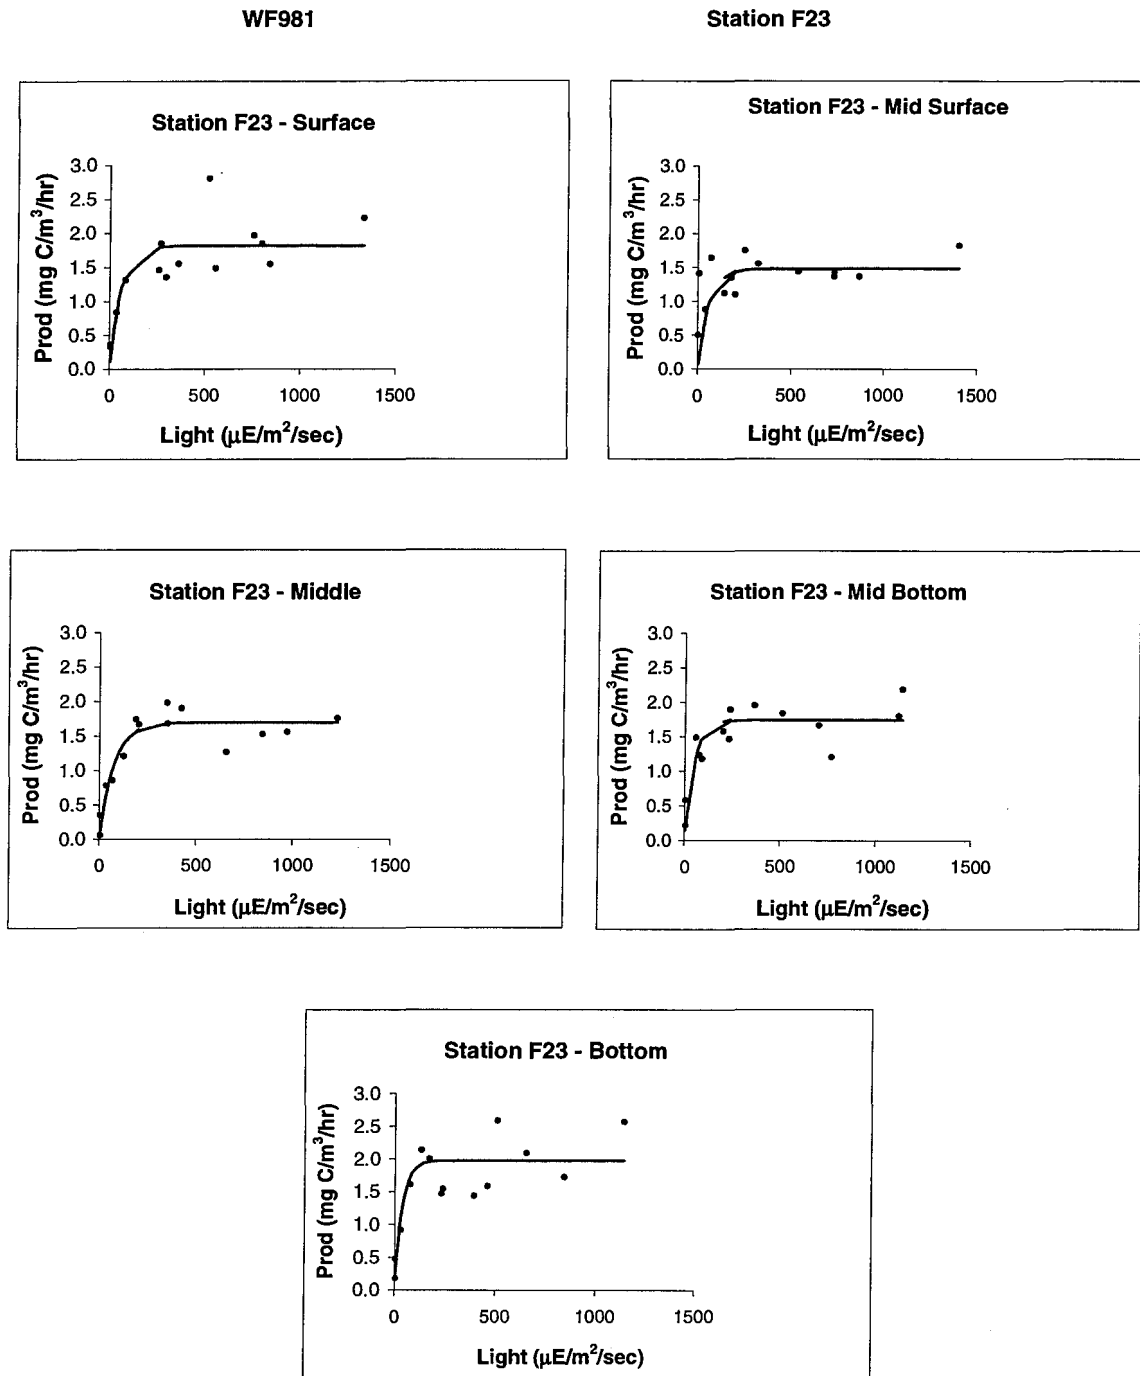 WF981
Station F23
Station F23 - Surface
3.0
2.5
2.0
1.5
1.0
0.5
0.0
Prod (mg C/m³/hr)
0 500 1000 1500
Light (µE/m²/sec)
Station F23 - Mid Surface
3.0
2.5
2.0
1.5
1.0
0.5
0.0
Prod (mg C/m³/hr)
0 500 1000 1500
Light (µE/m²/sec)
Station F23 - Middle
3.0
2.5
2.0
1.5
1.0
0.5
0.0
Prod (mg C/m³/hr)
0 500 1000 1500
Light (µE/m²/sec)
Station F23 - Mid Bottom
3.0
2.5
2.0
1.5
1.0
0.5
0.0
Prod (mg C/m³/hr)
0 500 1000 1500
Light (µE/m²/sec)
Station F23 - Bottom
3.0
2.5
2.0
1.5
1.0
0.5
0.0
Prod (mg C/m³/hr)
0 500 1000 1500
Light (µE/m²/sec)